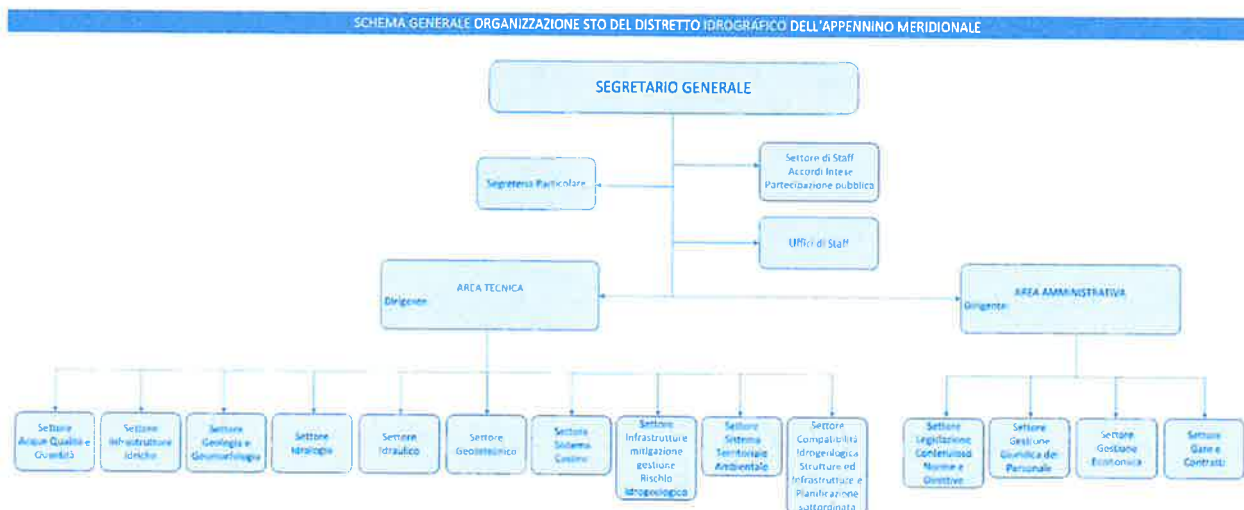 SCHEMA GENERALE ORGANIZZAZIONE STO DEL DISTRETTO IDROGRAFICO DELL'APPENNINO MERIDIONALE
SEGRETARIO GENERALE
Settore di Staff
Accordi Intese
Partecipazione pubblica
Segreteria Particolare
Uffici di Staff
AREA TECNICA
Dirigente
AREA AMMINISTRATIVA
Dirigente
Settore
Acque Qualità e
Quantità
Settore
Infrastrutture
Idriche
Settore
Geologia e
Geomorfologia
Settore
Idrologia
Settore
Idraulico
Settore
Geotecnico
Settore
Sistema
Costiero
Settore
Infrastrutture
mitigazione
gestione
Rischio
Idrogeologico
Settore
Sistema
Territoriale
Ambientale
Settore
Compatibilità
Idrogeologica
Strutture ed
Infrastrutture e
Pianificazione
sottordinata
Settore
Legislazione
Contenzioso
Norme e
Direttive
Settore
Gestione
Giuridica del
Personale
Settore
Gestione
Economica
Settore
Gare e
Contratti